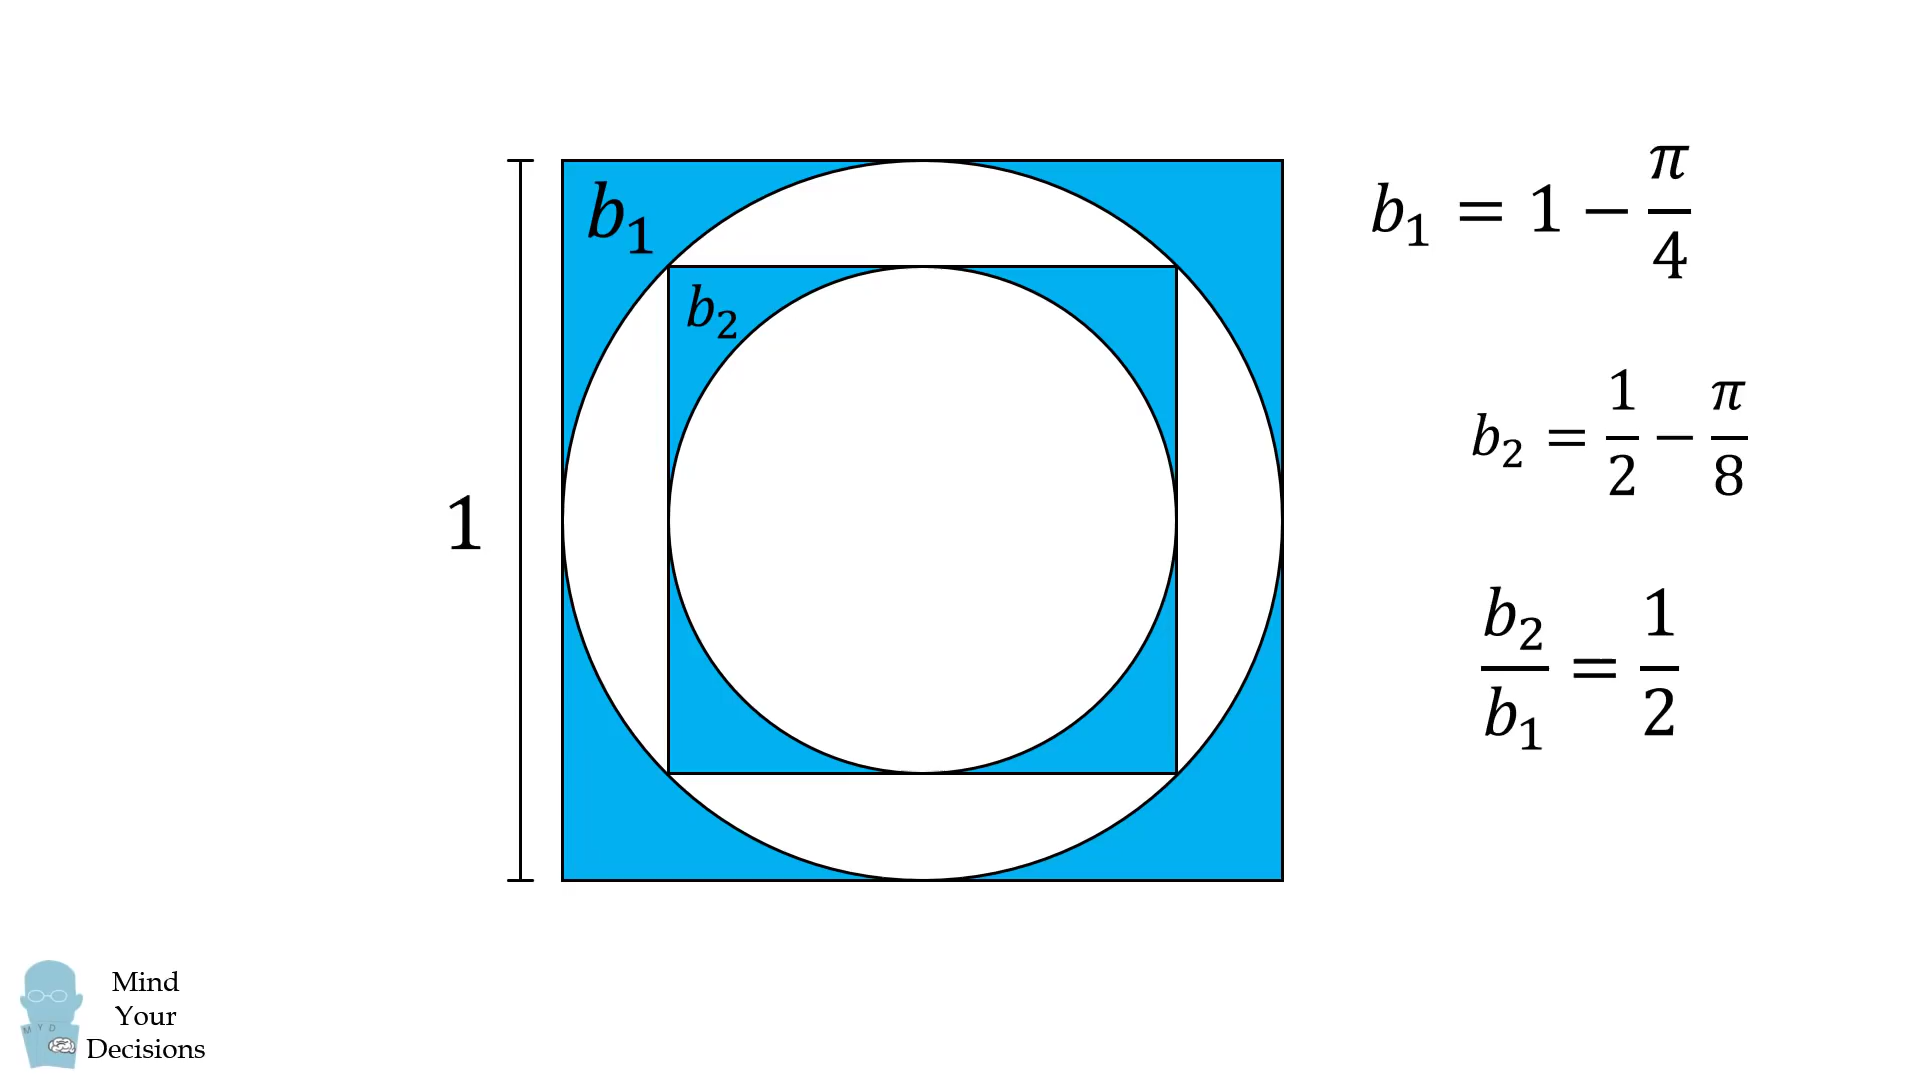 b₁
b₁ = 1 − π/4
b₂
b₂ = 1/2 − π/8
1
b₂/b₁ = 1/2
M Y D
Mind
Your
Decisions